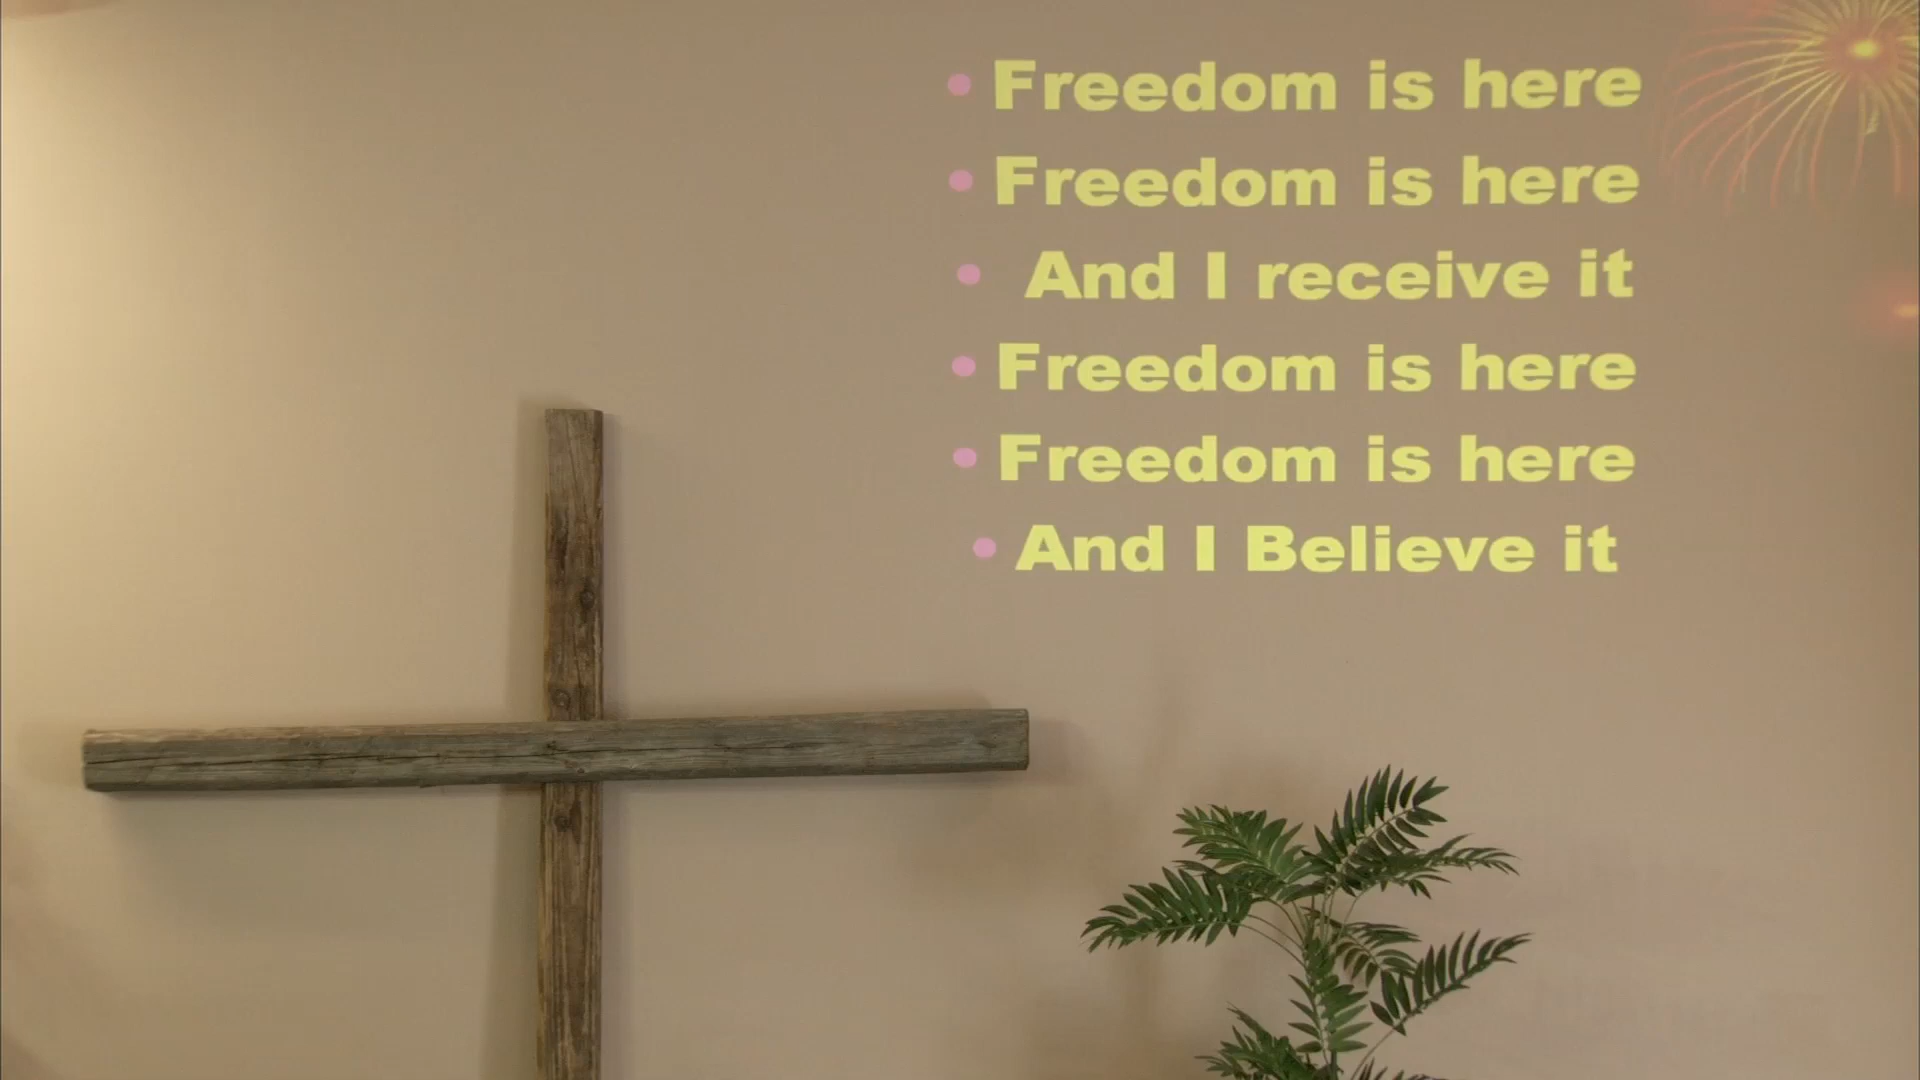 • Freedom is here
• Freedom is here
• And I receive it
• Freedom is here
• Freedom is here
• And I Believe it